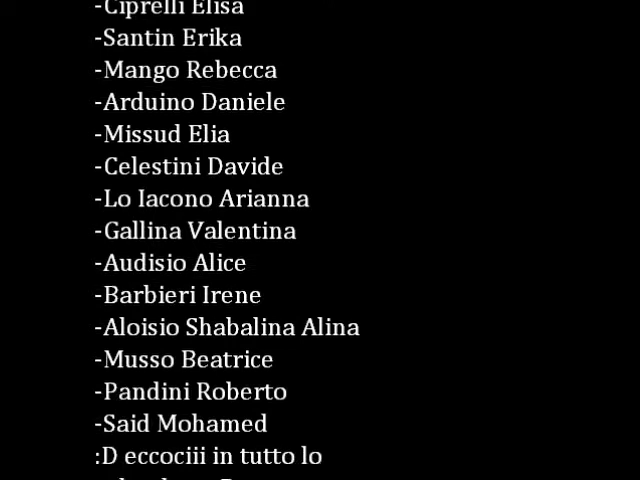 -Ciprelli Elisa
-Santin Erika
-Mango Rebecca
-Arduino Daniele
-Missud Elia
-Celestini Davide
-Lo Iacono Arianna
-Gallina Valentina
-Audisio Alice
-Barbieri Irene
-Aloisio Shabalina Alina
-Musso Beatrice
-Pandini Roberto
-Said Mohamed
:D eccociii in tutto lo